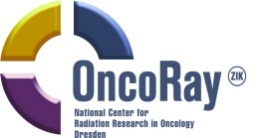 OncoRay ZIK
National Center for
Radiation Research in Oncology
Dresden